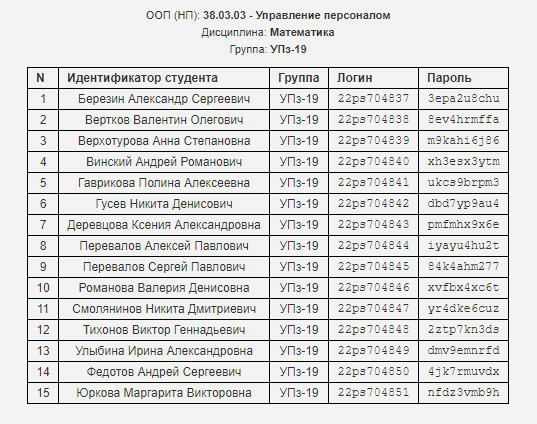 ООП (НП): 38.03.03 - Управление персоналом
Дисциплина: Математика
Группа: УПз-19
N Идентификатор студента Группа Логин Пароль
1 Березин Александр Сергеевич УПз-19 22ps704837 3epa2u8chu
2 Вертков Валентин Олегович УПз-19 22ps704838 8ev4hrmffa
3 Верхотурова Анна Степановна УПз-19 22ps704839 m9kahi6j86
4 Винский Андрей Романович УПз-19 22ps704840 xh3esx3ytm
5 Гаврикова Полина Алексеевна УПз-19 22ps704841 ukcs9brpm3
6 Гусев Никита Денисович УПз-19 22ps704842 dbd7yp9au4
7 Деревцова Ксения Александровна УПз-19 22ps704843 pmfmhx9x6e
8 Перевалов Алексей Павлович УПз-19 22ps704844 iyayu4hu2t
9 Перевалов Сергей Павлович УПз-19 22ps704845 84k4ahm277
10 Романова Валерия Денисовна УПз-19 22ps704846 xvfbx4xc6t
11 Смолянинов Никита Дмитриевич УПз-19 22ps704847 yr4dke6cuz
12 Тихонов Виктор Геннадьевич УПз-19 22ps704848 2ztp7kn3ds
13 Улыбина Ирина Александровна УПз-19 22ps704849 dmv9emnrfd
14 Федотов Андрей Сергеевич УПз-19 22ps704850 4jk7rmuvdx
15 Юркова Маргарита Викторовна УПз-19 22ps704851 nfdz3vmb9h